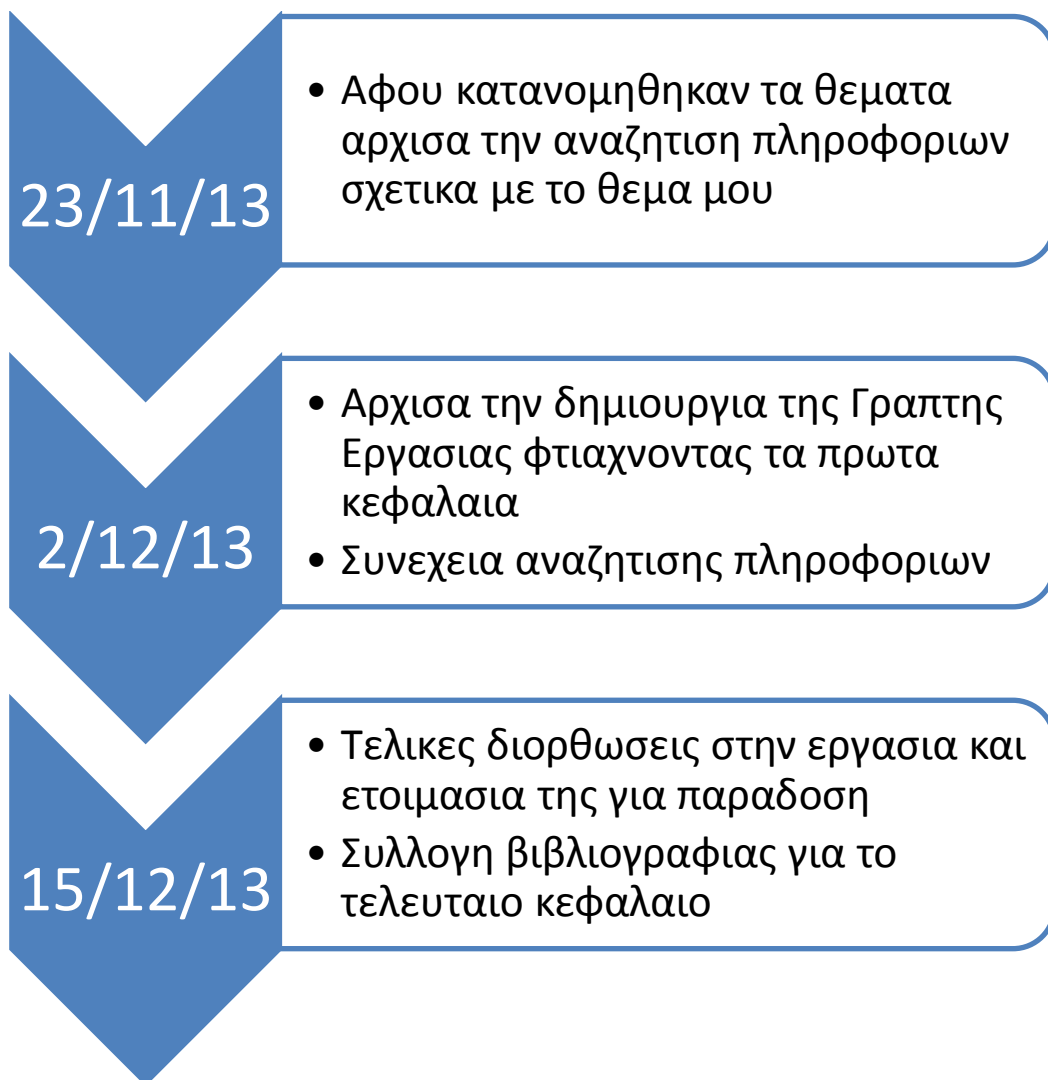 23/11/13
• Αφου κατανομηθηκαν τα θεματα
αρχισα την αναζητιση πληροφοριων
σχετικα με το θεμα μου
2/12/13
• Αρχισα την δημιουργια της Γραπτης
Εργασιας φτιαχνοντας τα πρωτα
κεφαλαια
• Συνεχεια αναζητισης πληροφοριων
15/12/13
• Τελικες διορθωσεις στην εργασια και
ετοιμασια της για παραδοση
• Συλλογη βιβλιογραφιας για το
τελευταιο κεφαλαιο